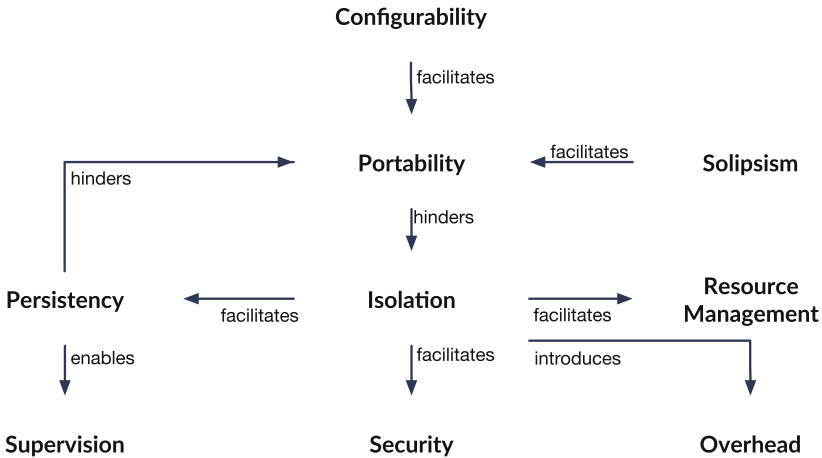 Configurability
facilitates
hinders
Portability
facilitates
Solipsism
hinders
Persistency
facilitates
Isolation
facilitates
Resource
Management
enables
facilitates
introduces
Supervision
Security
Overhead